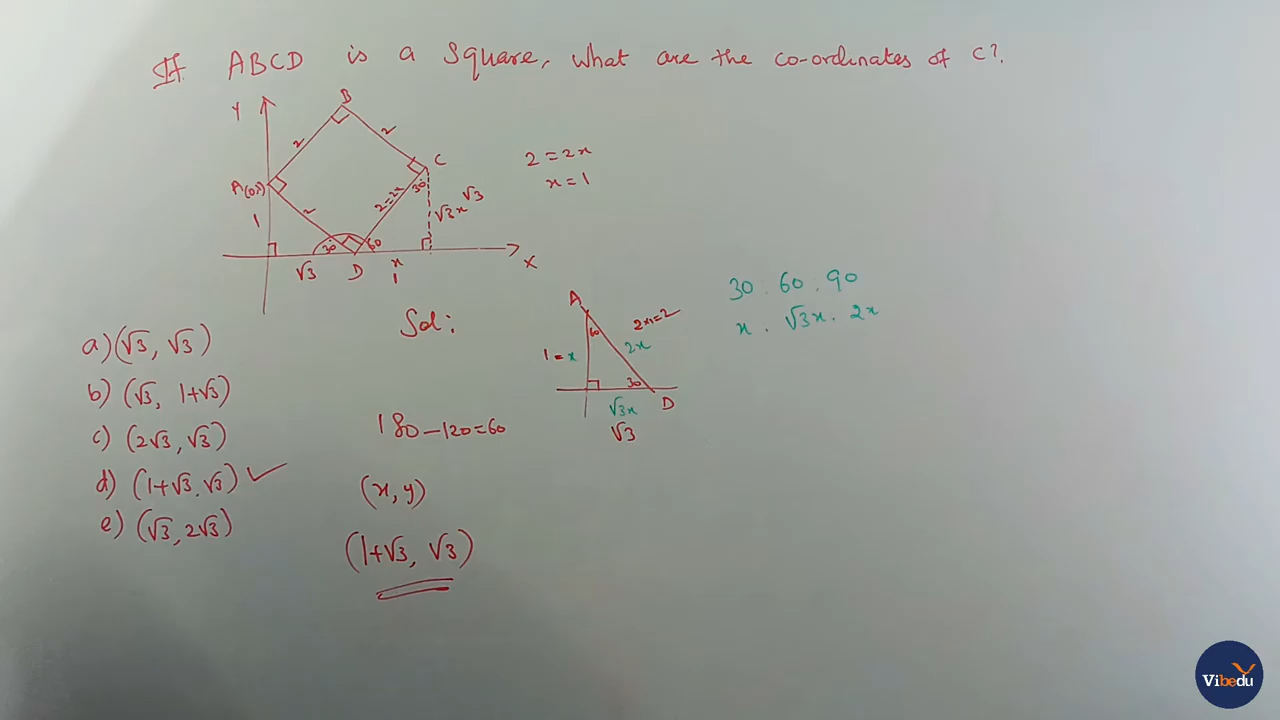 If ABCD is a square, what are the co-ordinates of C?
Y
B
2
2
C
A(0,1)
2
2=2x
30
√3x √3
1
30
60
√3
D
x
1
X
2=2x
x=1
30 . 60 . 90
x . √3x . 2x
Sol:
A
60
2×1=2
2x
1=x
30
√3x
D
√3
a) (√3, √3)
b) (√3, 1+√3)
c) (2√3, √3)
d) (1+√3, √3) ✓
e) (√3, 2√3)
180-120=60
(x,y)
(1+√3, √3)
Vibedu